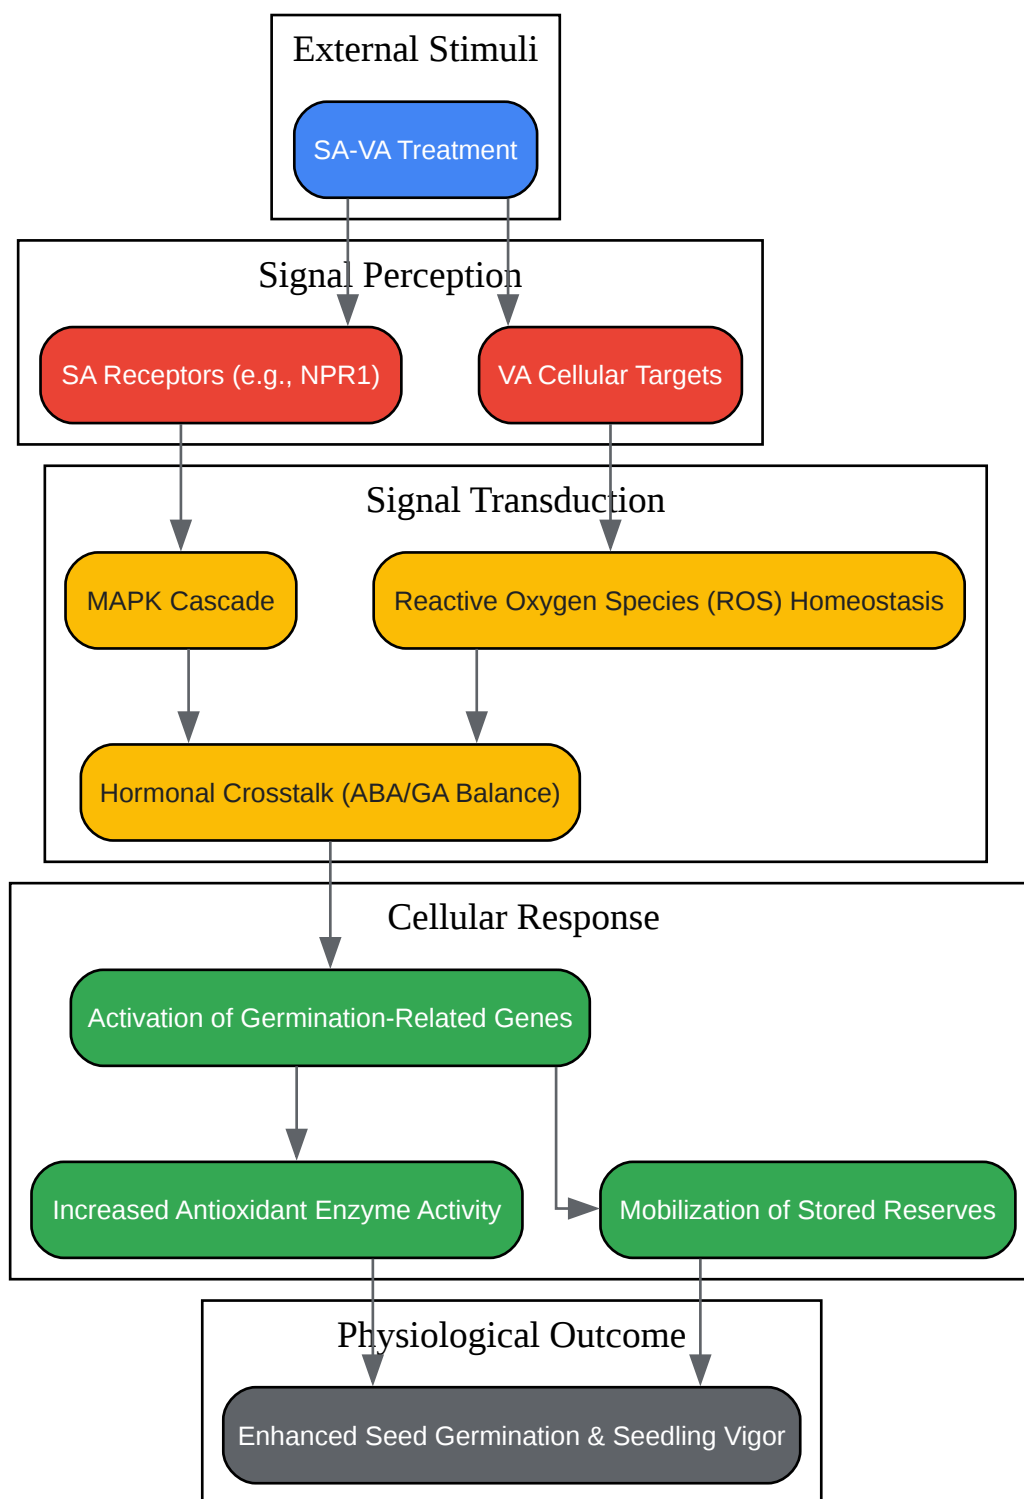 External Stimuli
SA-VA Treatment
Signal Perception
SA Receptors (e.g., NPR1)
VA Cellular Targets
Signal Transduction
MAPK Cascade
Reactive Oxygen Species (ROS) Homeostasis
Hormonal Crosstalk (ABA/GA Balance)
Cellular Response
Activation of Germination-Related Genes
Increased Antioxidant Enzyme Activity
Mobilization of Stored Reserves
Physiological Outcome
Enhanced Seed Germination & Seedling Vigor